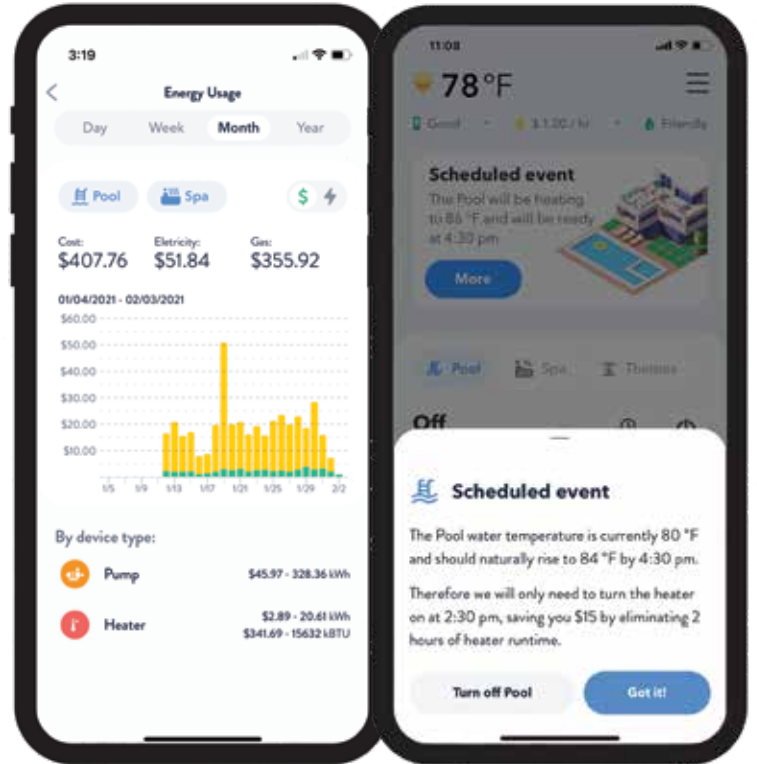 3:19
Energy Usage
Day Week Month Year
Pool Spa $
Cost: Eletricity: Gas:
$407.76 $51.84 $355.92
01/04/2021 - 02/03/2021
$60.00
$50.00
$40.00
$30.00
$20.00
$10.00
1/5 1/9 1/13 1/17 1/21 1/25 1/29 2/2
By device type:
Pump $45.97 - 328.36 kWh
Heater $2.89 - 20.61 kWh
$341.69 - 15632 kBTU
11:08
78°F
Good $ 1.00 / hr Friendly
Scheduled event
The Pool will be heating
to 86 °F and will be ready
at 4:30 pm
More
Pool Spa Themes
Off
Scheduled event
The Pool water temperature is currently 80 °F
and should naturally rise to 84 °F by 4:30 pm.
Therefore we will only need to turn the heater
on at 2:30 pm, saving you $15 by eliminating 2
hours of heater runtime.
Turn off Pool Got it!